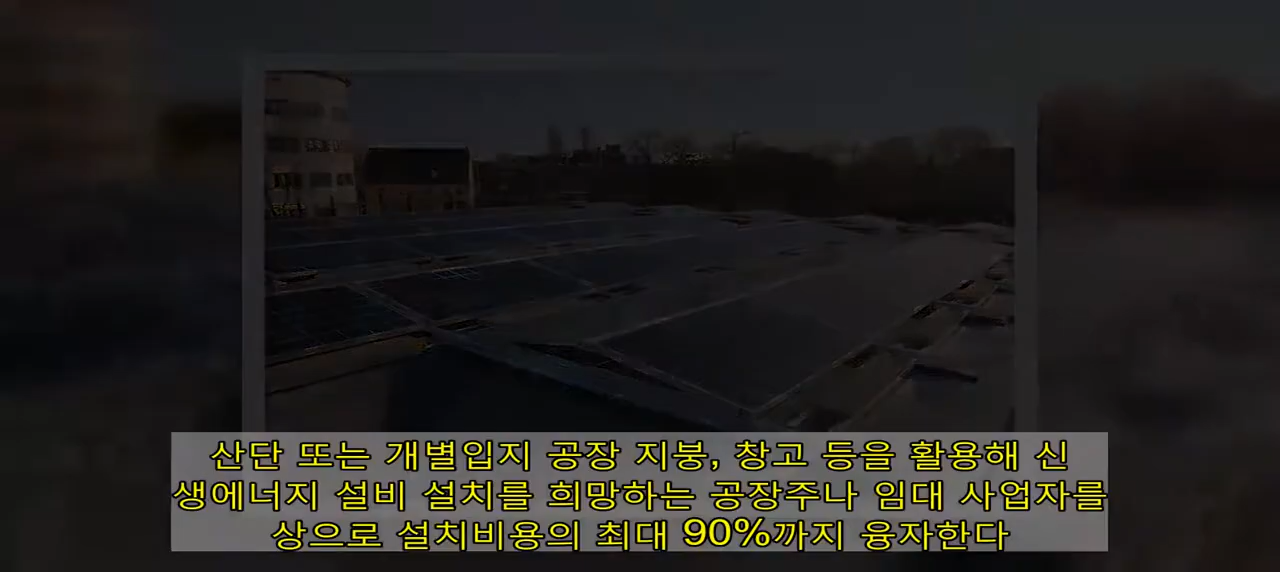 산단 또는 개별입지 공장 지붕, 창고 등을 활용해 신
생에너지 설비 설치를 희망하는 공장주나 임대 사업자를
상으로 설치비용의 최대 90%까지 융자한다